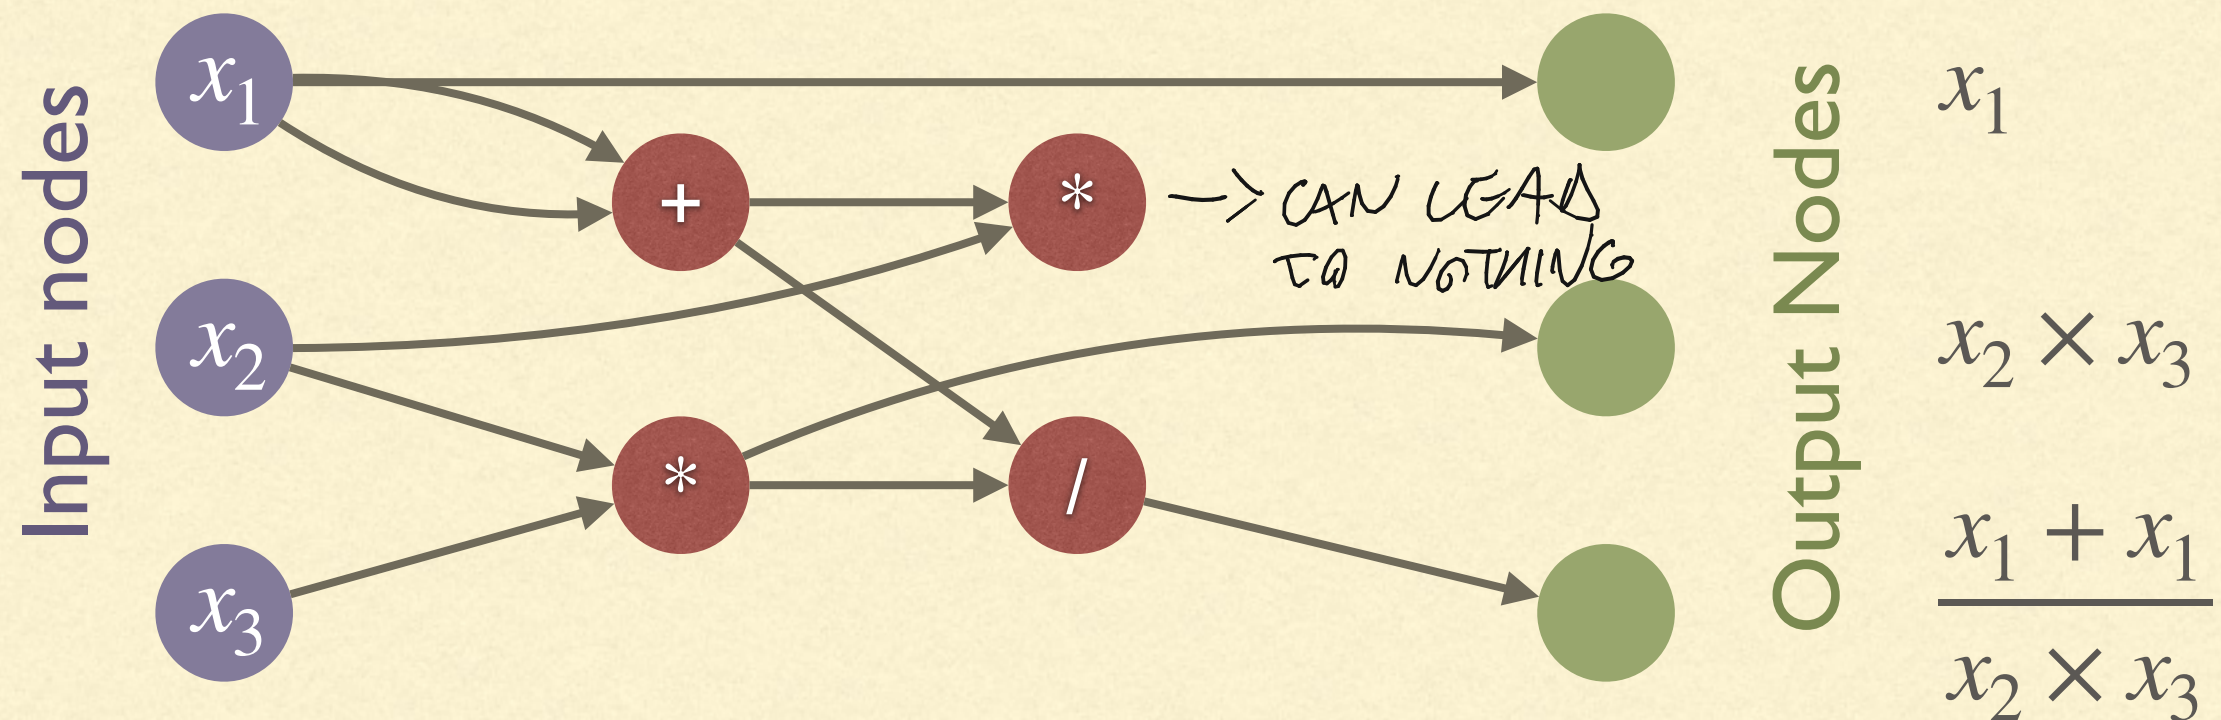 Input nodes
x₁
x₂
x₃
+
*
*
/
→ CAN LEAD
TO NOTHING
Output Nodes
x₁
x₂ × x₃
x₁ + x₁
x₂ × x₃